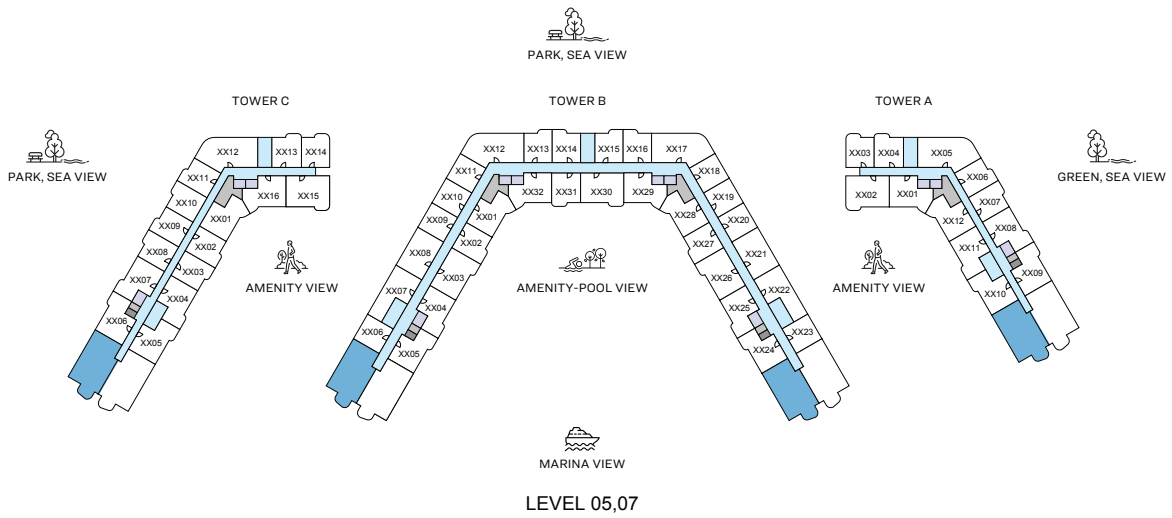 PARK, SEA VIEW
TOWER C
TOWER B
TOWER A
PARK, SEA VIEW
GREEN, SEA VIEW
XX12
XX13
XX14
XX11
XX16
XX15
XX10
XX01
XX09
XX02
XX08
XX03
XX07
XX04
XX06
XX05
XX12
XX13
XX14
XX15
XX16
XX17
XX11
XX18
XX32
XX31
XX30
XX29
XX10
XX19
XX01
XX28
XX09
XX20
XX02
XX27
XX08
XX21
XX03
XX26
XX07
XX22
XX04
XX25
XX06
XX23
XX05
XX24
XX03
XX04
XX05
XX06
XX02
XX01
XX07
XX12
XX08
XX11
XX09
XX10
AMENITY VIEW
AMENITY-POOL VIEW
AMENITY VIEW
MARINA VIEW
LEVEL 05,07